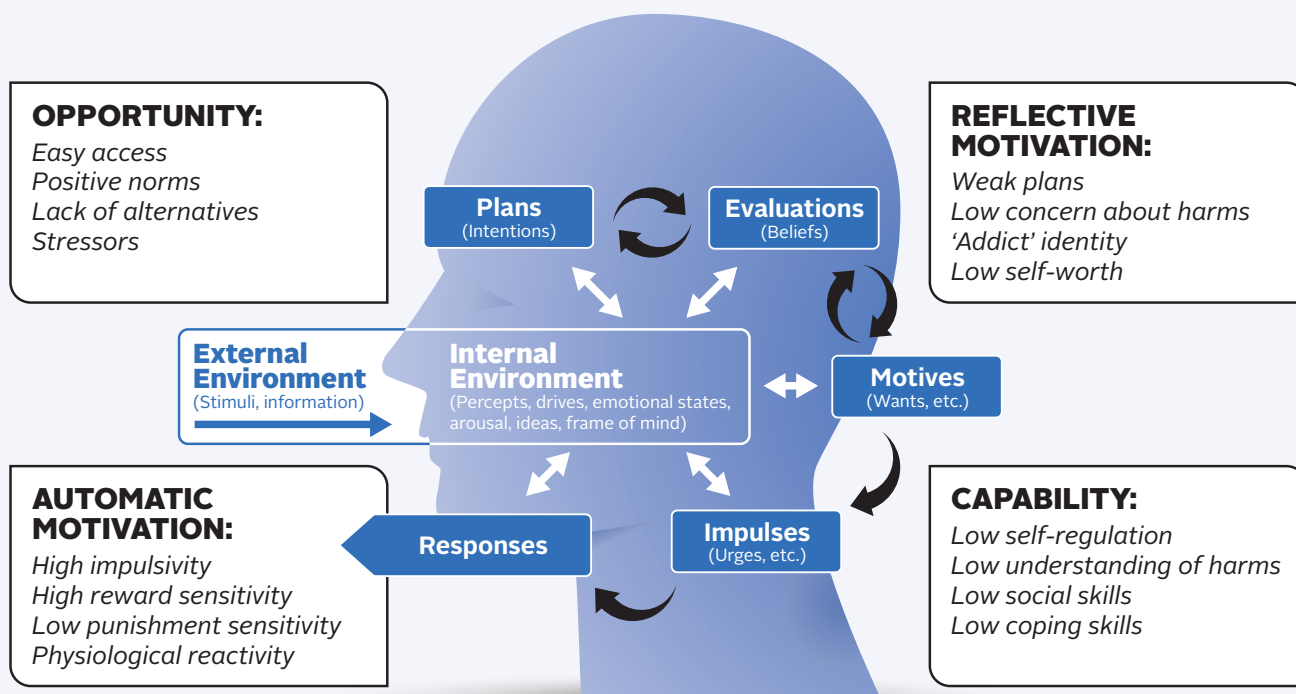 OPPORTUNITY:
Easy access
Positive norms
Lack of alternatives
Stressors
Plans
(Intentions)
Evaluations
(Beliefs)
REFLECTIVE
MOTIVATION:
Weak plans
Low concern about harms
‘Addict’ identity
Low self-worth
External
Environment
(Stimuli, information)
Internal
Environment
(Percepts, drives, emotional states,
arousal, ideas, frame of mind)
Motives
(Wants, etc.)
AUTOMATIC
MOTIVATION:
High impulsivity
High reward sensitivity
Low punishment sensitivity
Physiological reactivity
Responses
Impulses
(Urges, etc.)
CAPABILITY:
Low self-regulation
Low understanding of harms
Low social skills
Low coping skills